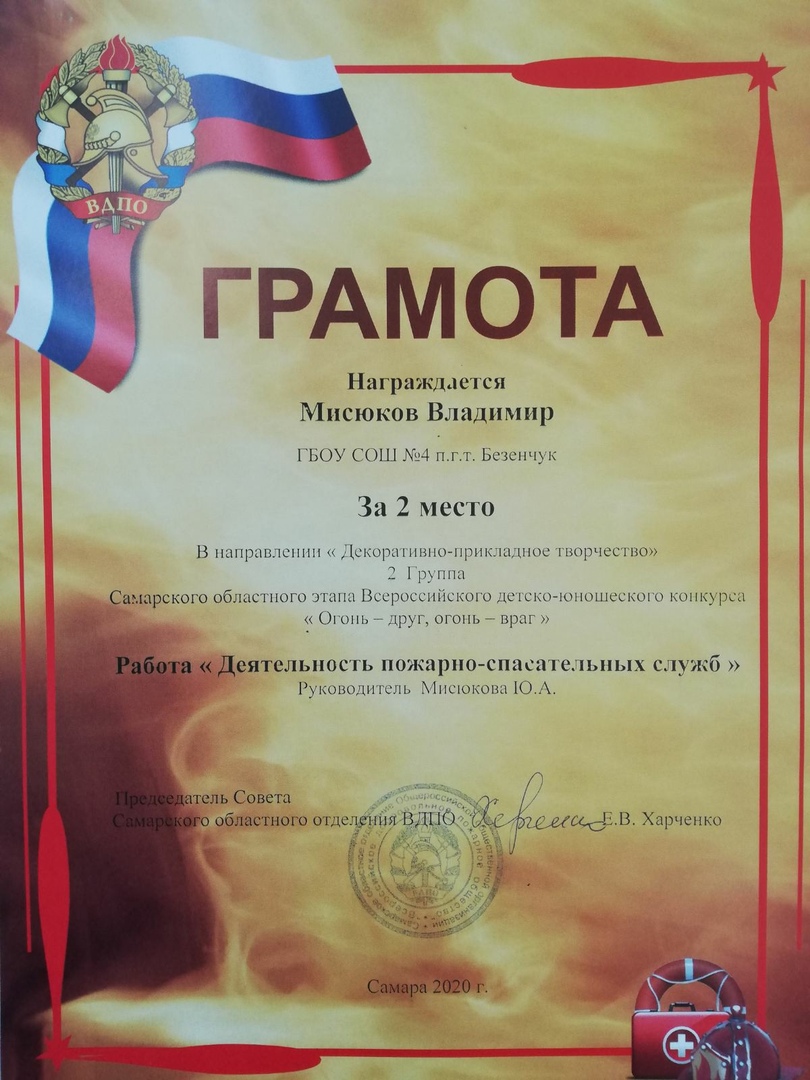 ВДПО
ГРАМОТА
Награждается
Мисюков Владимир
ГБОУ СОШ №4 п.г.т. Безенчук
За 2 место
В направлении « Декоративно-прикладное творчество»
2 Группа
Самарского областного этапа Всероссийского детско-юношеского конкурса
« Огонь – друг, огонь – враг »
Работа « Деятельность пожарно-спасательных служб »
Руководитель Мисюкова Ю.А.
Председатель Совета
Самарского областного отделения ВДПО Е.В. Харченко
Самара 2020 г.